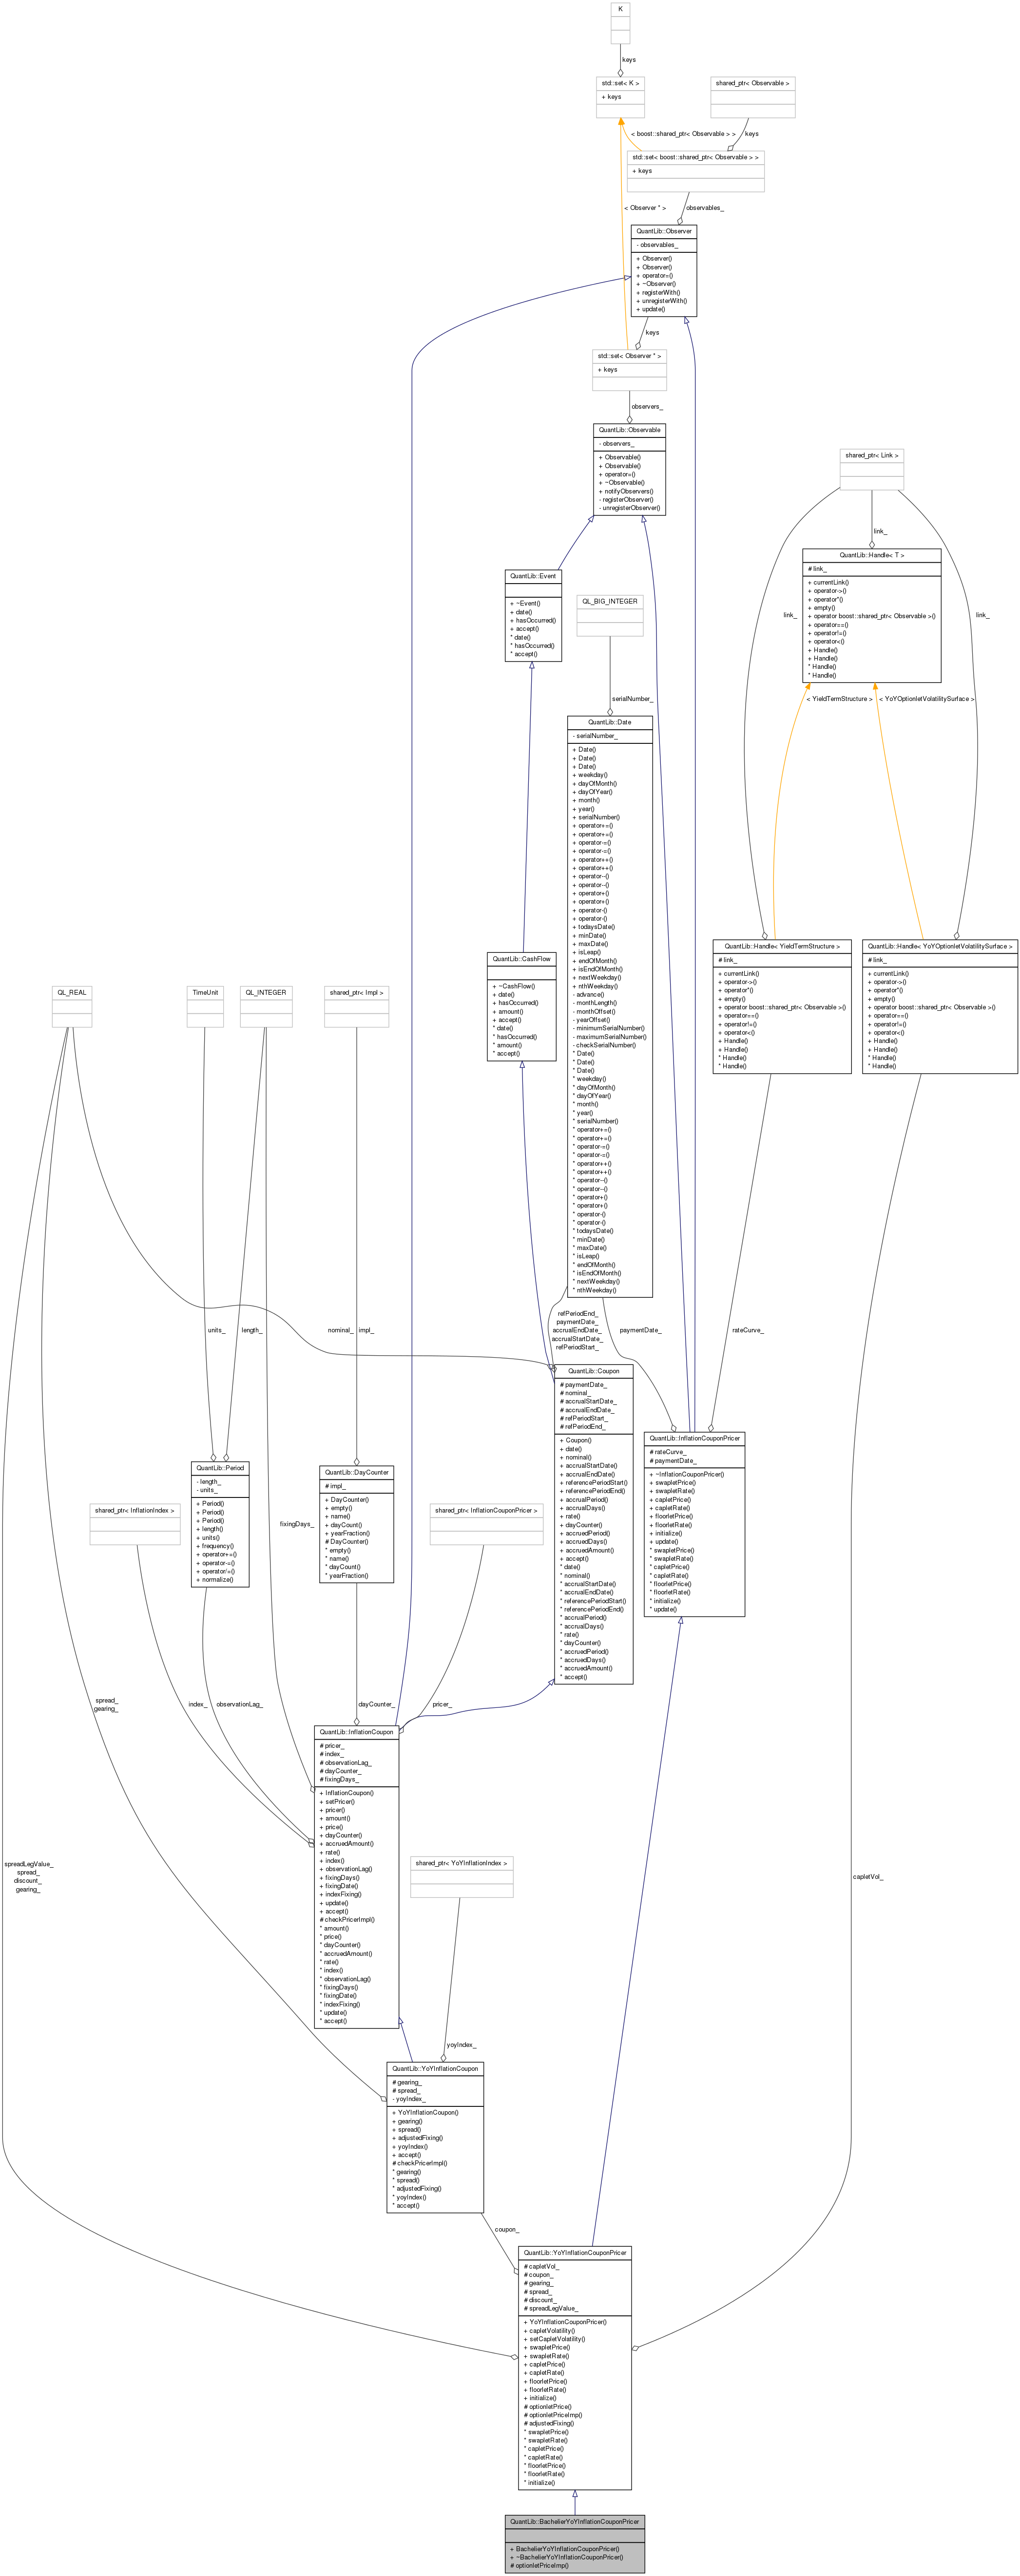 K
keys
std::set< K >
+ keys
shared_ptr< Observable >
< boost::shared_ptr< Observable > >
keys
std::set< boost::shared_ptr< Observable > >
+ keys
< Observer * >
observables_
QuantLib::Observer
- observables_
+ Observer()
+ Observer()
+ operator=()
+ ~Observer()
+ registerWith()
+ unregisterWith()
+ update()
keys
std::set< Observer * >
+ keys
observers_
QuantLib::Observable
- observers_
+ Observable()
+ Observable()
+ operator=()
+ ~Observable()
+ notifyObservers()
- registerObserver()
- unregisterObserver()
shared_ptr< Link >
link_
QuantLib::Handle< T >
# link_
+ currentLink()
+ operator->()
+ operator*()
+ empty()
+ operator boost::shared_ptr< Observable >()
+ operator==()
+ operator!=()
+ operator<()
+ Handle()
+ Handle()
* Handle()
* Handle()
link_
link_
< YieldTermStructure >
< YoYOptionletVolatilitySurface >
QuantLib::Event
+ ~Event()
+ date()
+ hasOccurred()
+ accept()
* date()
* hasOccurred()
* accept()
QL_BIG_INTEGER
serialNumber_
QuantLib::Date
- serialNumber_
+ Date()
+ Date()
+ Date()
+ weekday()
+ dayOfMonth()
+ dayOfYear()
+ month()
+ year()
+ serialNumber()
+ operator+=()
+ operator+=()
+ operator-=()
+ operator-=()
+ operator++()
+ operator++()
+ operator--()
+ operator--()
+ operator+()
+ operator+()
+ operator-()
+ operator-()
+ todaysDate()
+ minDate()
+ maxDate()
+ isLeap()
+ endOfMonth()
+ isEndOfMonth()
+ nextWeekday()
+ nthWeekday()
- advance()
- monthLength()
- monthOffset()
- yearOffset()
- minimumSerialNumber()
- maximumSerialNumber()
- checkSerialNumber()
* Date()
* Date()
* Date()
* weekday()
* dayOfMonth()
* dayOfYear()
* month()
* year()
* serialNumber()
* operator+=()
* operator+=()
* operator-=()
* operator-=()
* operator++()
* operator++()
* operator--()
* operator--()
* operator+()
* operator+()
* operator-()
* operator-()
* todaysDate()
* minDate()
* maxDate()
* isLeap()
* endOfMonth()
* isEndOfMonth()
* nextWeekday()
* nthWeekday()
QuantLib::Handle< YieldTermStructure >
# link_
+ currentLink()
+ operator->()
+ operator*()
+ empty()
+ operator boost::shared_ptr< Observable >()
+ operator==()
+ operator!=()
+ operator<()
+ Handle()
+ Handle()
* Handle()
* Handle()
QuantLib::Handle< YoYOptionletVolatilitySurface >
# link_
+ currentLink()
+ operator->()
+ operator*()
+ empty()
+ operator boost::shared_ptr< Observable >()
+ operator==()
+ operator!=()
+ operator<()
+ Handle()
+ Handle()
* Handle()
* Handle()
QuantLib::CashFlow
+ ~CashFlow()
+ date()
+ hasOccurred()
+ amount()
+ accept()
* date()
* hasOccurred()
* amount()
* accept()
QL_REAL
TimeUnit
QL_INTEGER
shared_ptr< Impl >
units_
length_
nominal_
impl_
refPeriodEnd_
paymentDate_
accrualEndDate_
accrualStartDate_
refPeriodStart_
paymentDate_
rateCurve_
QuantLib::Coupon
# paymentDate_
# nominal_
# accrualStartDate_
# accrualEndDate_
# refPeriodStart_
# refPeriodEnd_
+ Coupon()
+ date()
+ nominal()
+ accrualStartDate()
+ accrualEndDate()
+ referencePeriodStart()
+ referencePeriodEnd()
+ accrualPeriod()
+ accrualDays()
+ rate()
+ dayCounter()
+ accruedPeriod()
+ accruedDays()
+ accruedAmount()
+ accept()
* date()
* nominal()
* accrualStartDate()
* accrualEndDate()
* referencePeriodStart()
* referencePeriodEnd()
* accrualPeriod()
* accrualDays()
* rate()
* dayCounter()
* accruedPeriod()
* accruedDays()
* accruedAmount()
* accept()
QuantLib::InflationCouponPricer
# rateCurve_
# paymentDate_
+ ~InflationCouponPricer()
+ swapletPrice()
+ swapletRate()
+ capletPrice()
+ capletRate()
+ floorletPrice()
+ floorletRate()
+ initialize()
+ update()
* swapletPrice()
* swapletRate()
* capletPrice()
* capletRate()
* floorletPrice()
* floorletRate()
* initialize()
* update()
QuantLib::Period
- length_
- units_
+ Period()
+ Period()
+ Period()
+ length()
+ units()
+ frequency()
+ operator+=()
+ operator-=()
+ operator/=()
+ normalize()
QuantLib::DayCounter
# impl_
+ DayCounter()
+ empty()
+ name()
+ dayCount()
+ yearFraction()
# DayCounter()
* empty()
* name()
* dayCount()
* yearFraction()
shared_ptr< InflationIndex >
shared_ptr< InflationCouponPricer >
fixingDays_
spread_
gearing_
index_
observationLag_
dayCounter_
pricer_
QuantLib::InflationCoupon
# pricer_
# index_
# observationLag_
# dayCounter_
# fixingDays_
+ InflationCoupon()
+ setPricer()
+ pricer()
+ amount()
+ price()
+ dayCounter()
+ accruedAmount()
+ rate()
+ index()
+ observationLag()
+ fixingDays()
+ fixingDate()
+ indexFixing()
+ update()
+ accept()
# checkPricerImpl()
* amount()
* price()
* dayCounter()
* accruedAmount()
* rate()
* index()
* observationLag()
* fixingDays()
* fixingDate()
* indexFixing()
* update()
* accept()
shared_ptr< YoYInflationIndex >
spreadLegValue_
spread_
discount_
gearing_
capletVol_
yoyIndex_
QuantLib::YoYInflationCoupon
# gearing_
# spread_
- yoyIndex_
+ YoYInflationCoupon()
+ gearing()
+ spread()
+ adjustedFixing()
+ yoyIndex()
+ accept()
# checkPricerImpl()
* gearing()
* spread()
* adjustedFixing()
* yoyIndex()
* accept()
coupon_
QuantLib::YoYInflationCouponPricer
# capletVol_
# coupon_
# gearing_
# spread_
# discount_
# spreadLegValue_
+ YoYInflationCouponPricer()
+ capletVolatility()
+ setCapletVolatility()
+ swapletPrice()
+ swapletRate()
+ capletPrice()
+ capletRate()
+ floorletPrice()
+ floorletRate()
+ initialize()
# optionletPrice()
# optionletPriceImp()
# adjustedFixing()
* swapletPrice()
* swapletRate()
* capletPrice()
* capletRate()
* floorletPrice()
* floorletRate()
* initialize()
QuantLib::BachelierYoYInflationCouponPricer
+ BachelierYoYInflationCouponPricer()
+ ~BachelierYoYInflationCouponPricer()
# optionletPriceImp()